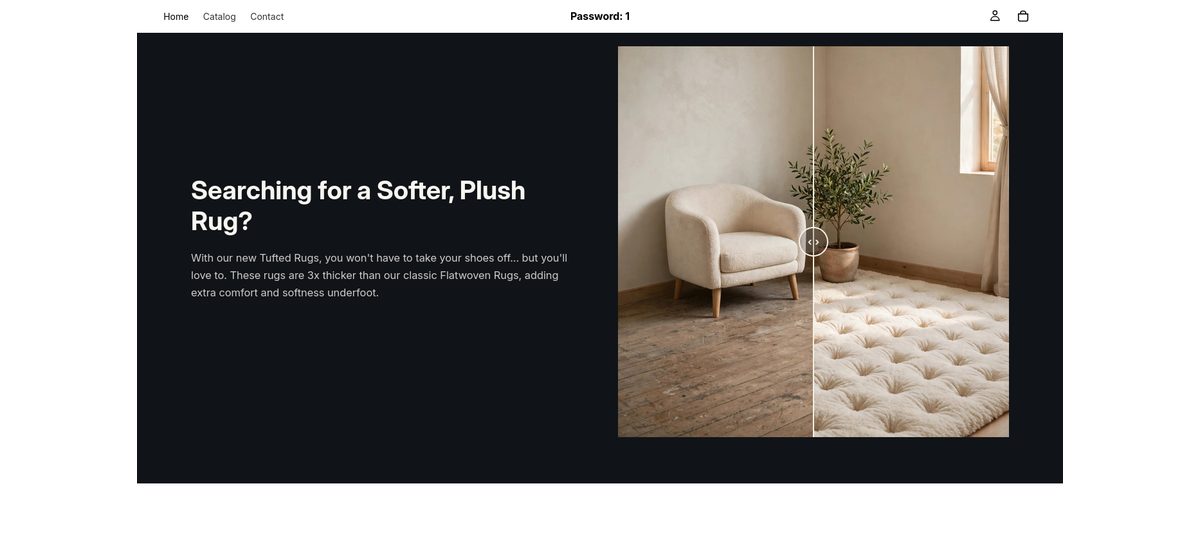 Home Catalog Contact Password: 1
Searching for a Softer, Plush
Rug?
With our new Tufted Rugs, you won't have to take your shoes off... but you'll
love to. These rugs are 3x thicker than our classic Flatwoven Rugs, adding
extra comfort and softness underfoot.